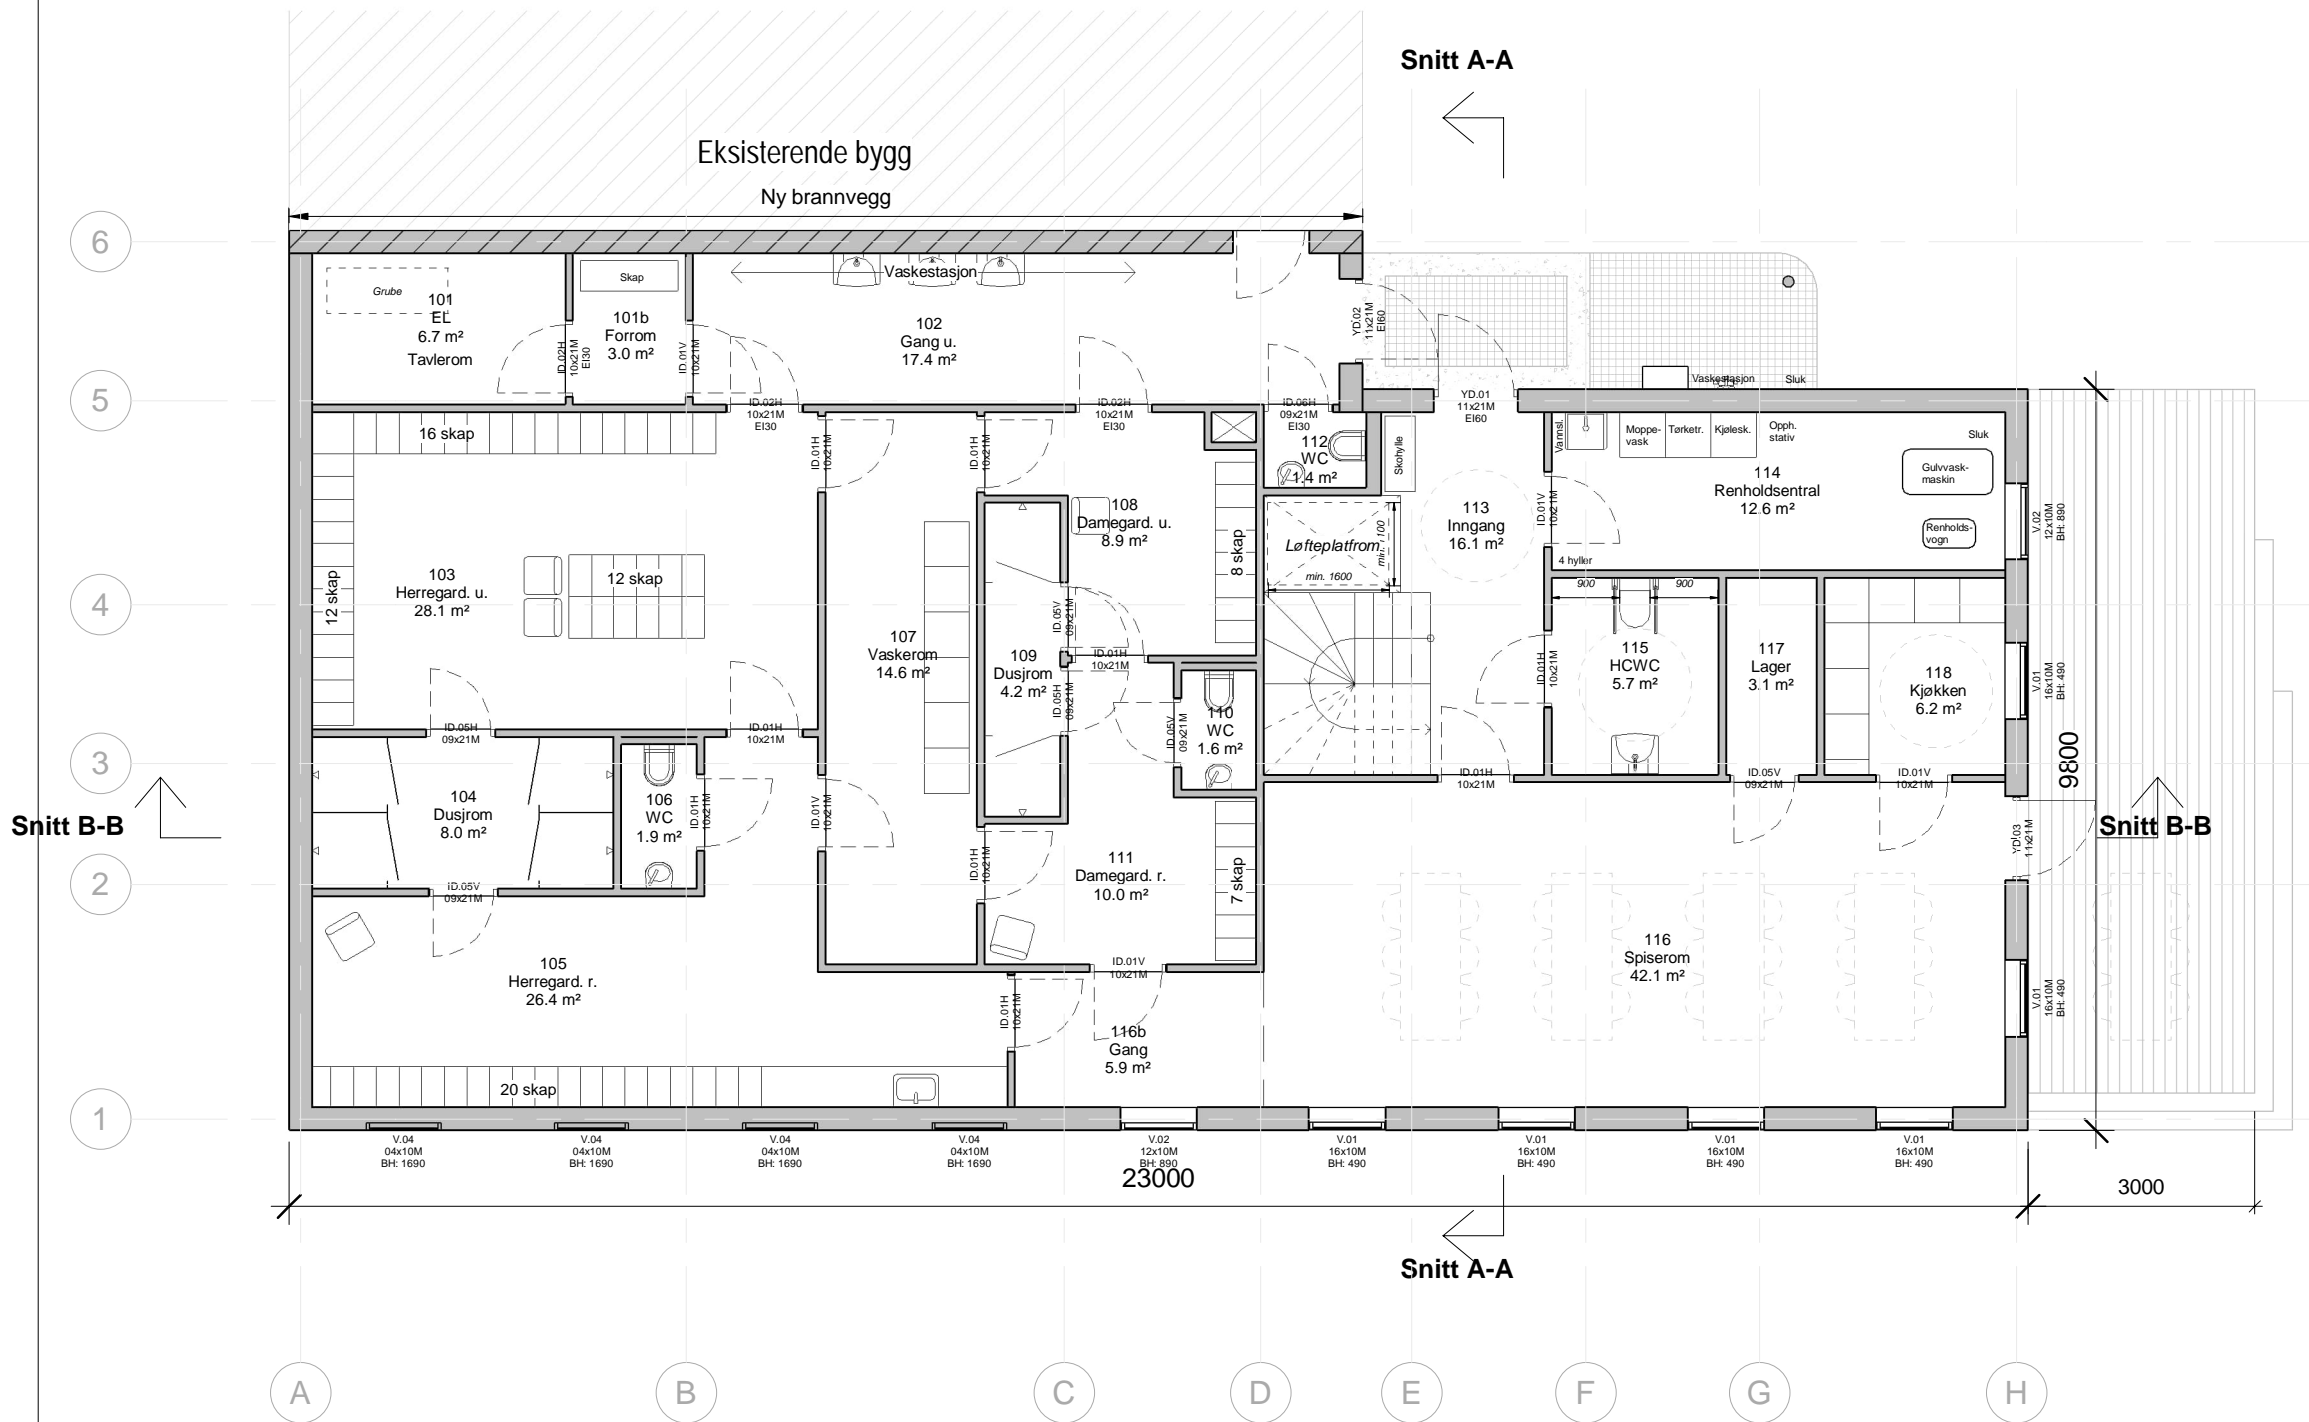 Snitt A-A
Eksisterende bygg
Ny brannvegg
6
5
4
3
2
1
Grube
101
EL
6.7 m²
Tavlerom
Skap
101b
Forrom
3.0 m²
ID.02H
10x21M
EI30
ID.01V
10x21M
Vaskestasjon
102
Gang u.
17.4 m²
YD.02
11x21M
EI60
Vaskestasjon
Sluk
ID.02H
10x21M
EI30
ID.02H
10x21M
EI30
ID.06H
09x21M
EI30
YD.01
11x21M
EI60
16 skap
12 skap
12 skap
103
Herregard. u.
28.1 m²
ID.01H
10x21M
ID.01H
10x21M
107
Vaskerom
14.6 m²
108
Damegard. u.
8.9 m²
8 skap
112
WC
1.4 m²
Skohylle
Løfteplatfrom
min. 1100
min. 1600
113
Inngang
16.1 m²
Vannsl.
Moppe-
vask
Tørketr.
Kjølesk.
Opph.
stativ
Sluk
Gulvvask-
maskin
Renholds-
vogn
114
Renholdsentral
12.6 m²
ID.01V
10x21M
4 hyller
V.02
12x10M
BH: 890
900
900
115
HCWC
5.7 m²
ID.01H
10x21M
117
Lager
3.1 m²
118
Kjøkken
6.2 m²
V.01
16x10M
BH: 490
109
Dusjrom
4.2 m²
ID.05V
09x21M
ID.05H
09x21M
ID.01H
10x21M
110
WC
1.6 m²
ID.05V
09x21M
ID.05H
09x21M
ID.01H
10x21M
ID.01H
10x21M
ID.05V
09x21M
ID.01V
10x21M
9800
Snitt B-B
104
Dusjrom
8.0 m²
106
WC
1.9 m²
ID.01H
10x21M
ID.01V
10x21M
ID.01H
10x21M
111
Damegard. r.
10.0 m²
7 skap
YD.03
11x21M
Snitt B-B
ID.05V
09x21M
105
Herregard. r.
26.4 m²
ID.01V
10x21M
ID.01H
10x21M
116b
Gang
5.9 m²
116
Spiserom
42.1 m²
V.01
16x10M
BH: 490
20 skap
V.04
04x10M
BH: 1690
V.04
04x10M
BH: 1690
V.04
04x10M
BH: 1690
V.04
04x10M
BH: 1690
V.02
12x10M
BH: 890
V.01
16x10M
BH: 490
V.01
16x10M
BH: 490
V.01
16x10M
BH: 490
V.01
16x10M
BH: 490
23000
3000
Snitt A-A
A
B
C
D
E
F
G
H